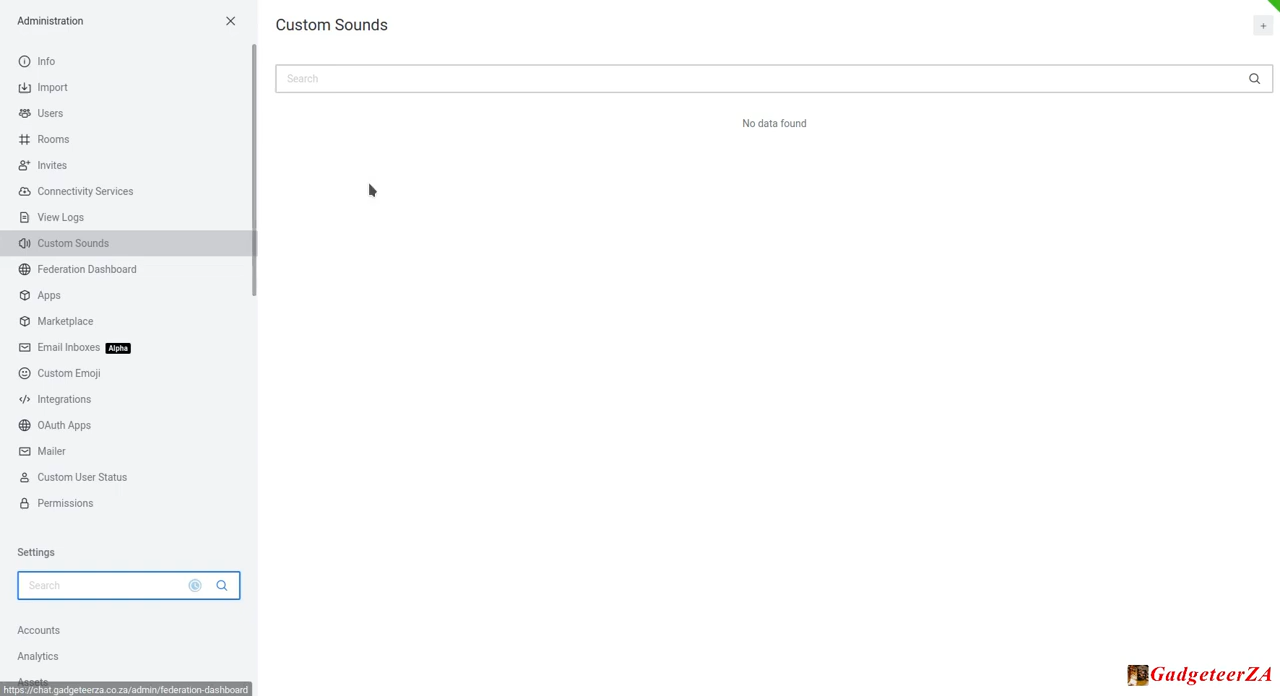 Administration
Info
Import
Users
Rooms
Invites
Connectivity Services
View Logs
Custom Sounds
Federation Dashboard
Apps
Marketplace
Email Inboxes Alpha
Custom Emoji
Integrations
OAuth Apps
Mailer
Custom User Status
Permissions
Settings
Search
Accounts
Analytics
Assets
https://chat.gadgeteerza.co.za/admin/federation-dashboard
Custom Sounds
+
Search
No data found
GadgeteerZA